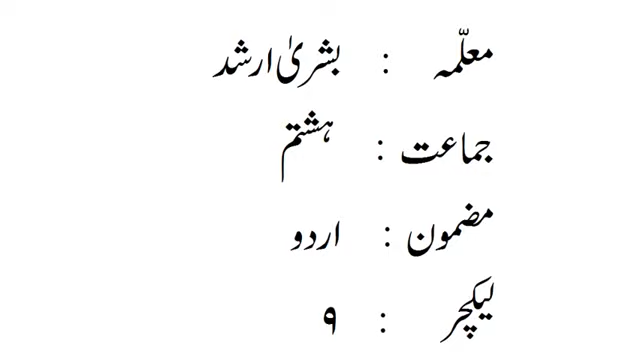 معلّمہ : بشریٰ ارشد
جماعت : ہشتم
مضمون : اردو
لیکچر : ۹